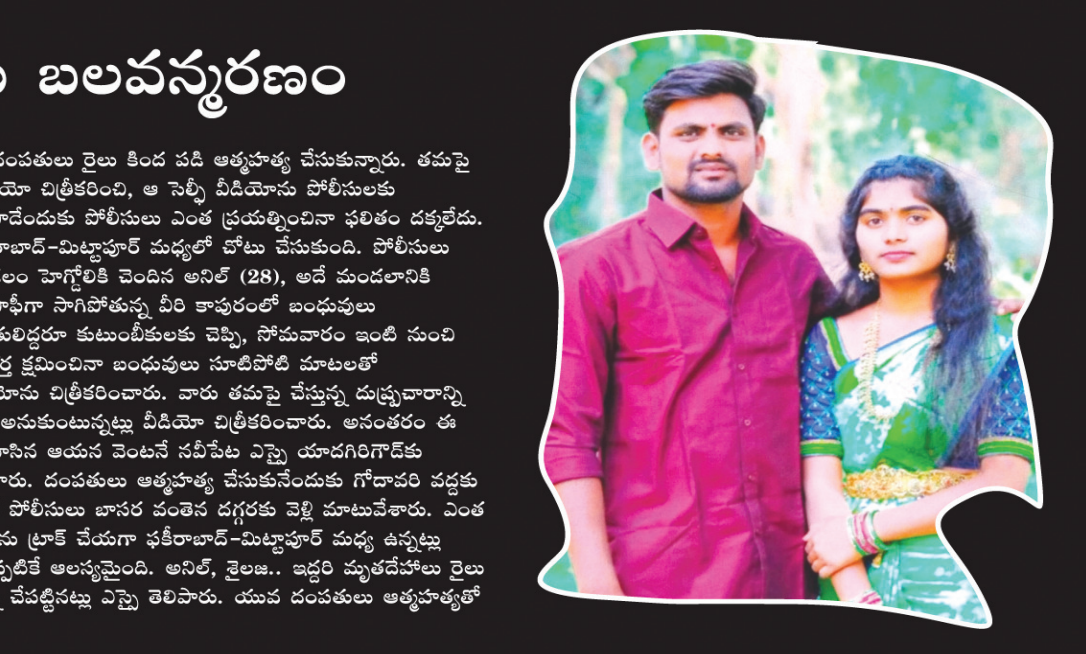 బలవన్మరణం
దంపతులు రైలు కింద పడి ఆత్మహత్య చేసుకున్నారు. తమపై
యో చిత్రీకరించి, ఆ సెల్ఫీ వీడియోను పోలీసులకు
డేందుకు పోలీసులు ఎంత ప్రయత్నించినా ఫలితం దక్కలేదు.
రాబాద్-మిట్టాపూర్ మధ్యలో చోటు చేసుకుంది. పోలీసులు
లం హెగ్డోలికి చెందిన అనిల్ (28), అదే మండలానికి
ాఫీగా సాగిపోతున్న వీరి కాపురంలో బంధువులు
తులిద్దరూ కుటుంబీకులకు చెప్పి, సోమవారం ఇంటి నుంచి
ర్త క్షమించినా బంధువులు సూటిపోటి మాటలతో
యోను చిత్రీకరించారు. వారు తమపై చేస్తున్న దుష్ప్రచారాన్ని
అనుకుంటున్నట్లు వీడియో చిత్రీకరించారు. అనంతరం ఈ
సిన ఆయన వెంటనే నవీపేట ఎస్సై యాదగిరిగౌడ్‌కు
రు. దంపతులు ఆత్మహత్య చేసుకునేందుకు గోదావరి వద్దకు
పోలీసులు బాసర వంతెన దగ్గరకు వెళ్లి మాటువేశారు. ఎంత
ను ట్రాక్ చేయగా ఫకీరాబాద్-మిట్టాపూర్ మధ్య ఉన్నట్లు
ప్పటికే ఆలస్యమైంది. అనిల్, శైలజ.. ఇద్దరి మృతదేహాలు రైలు
చేపట్టినట్లు ఎస్సై తెలిపారు. యువ దంపతులు ఆత్మహత్యతో